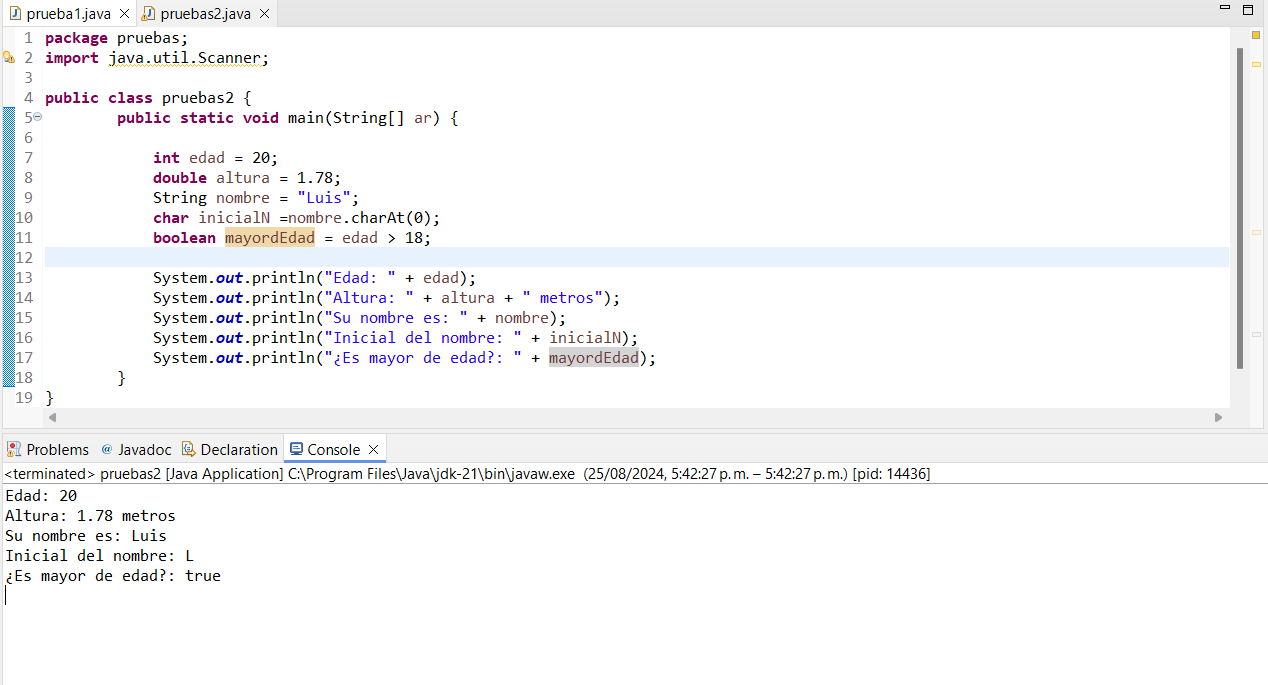 prueba1.java pruebas2.java
1 package pruebas;
2 import java.util.Scanner;
3
4 public class pruebas2 {
5 public static void main(String[] ar) {
6
7 int edad = 20;
8 double altura = 1.78;
9 String nombre = "Luis";
10 char inicialN =nombre.charAt(0);
11 boolean mayordEdad = edad > 18;
12
13 System.out.println("Edad: " + edad);
14 System.out.println("Altura: " + altura + " metros");
15 System.out.println("Su nombre es: " + nombre);
16 System.out.println("Inicial del nombre: " + inicialN);
17 System.out.println("¿Es mayor de edad?: " + mayordEdad);
18 }
19 }
Problems @ Javadoc Declaration Console
<terminated> pruebas2 [Java Application] C:\Program Files\Java\jdk-21\bin\javaw.exe (25/08/2024, 5:42:27 p. m. – 5:42:27 p. m.) [pid: 14436]
Edad: 20
Altura: 1.78 metros
Su nombre es: Luis
Inicial del nombre: L
¿Es mayor de edad?: true